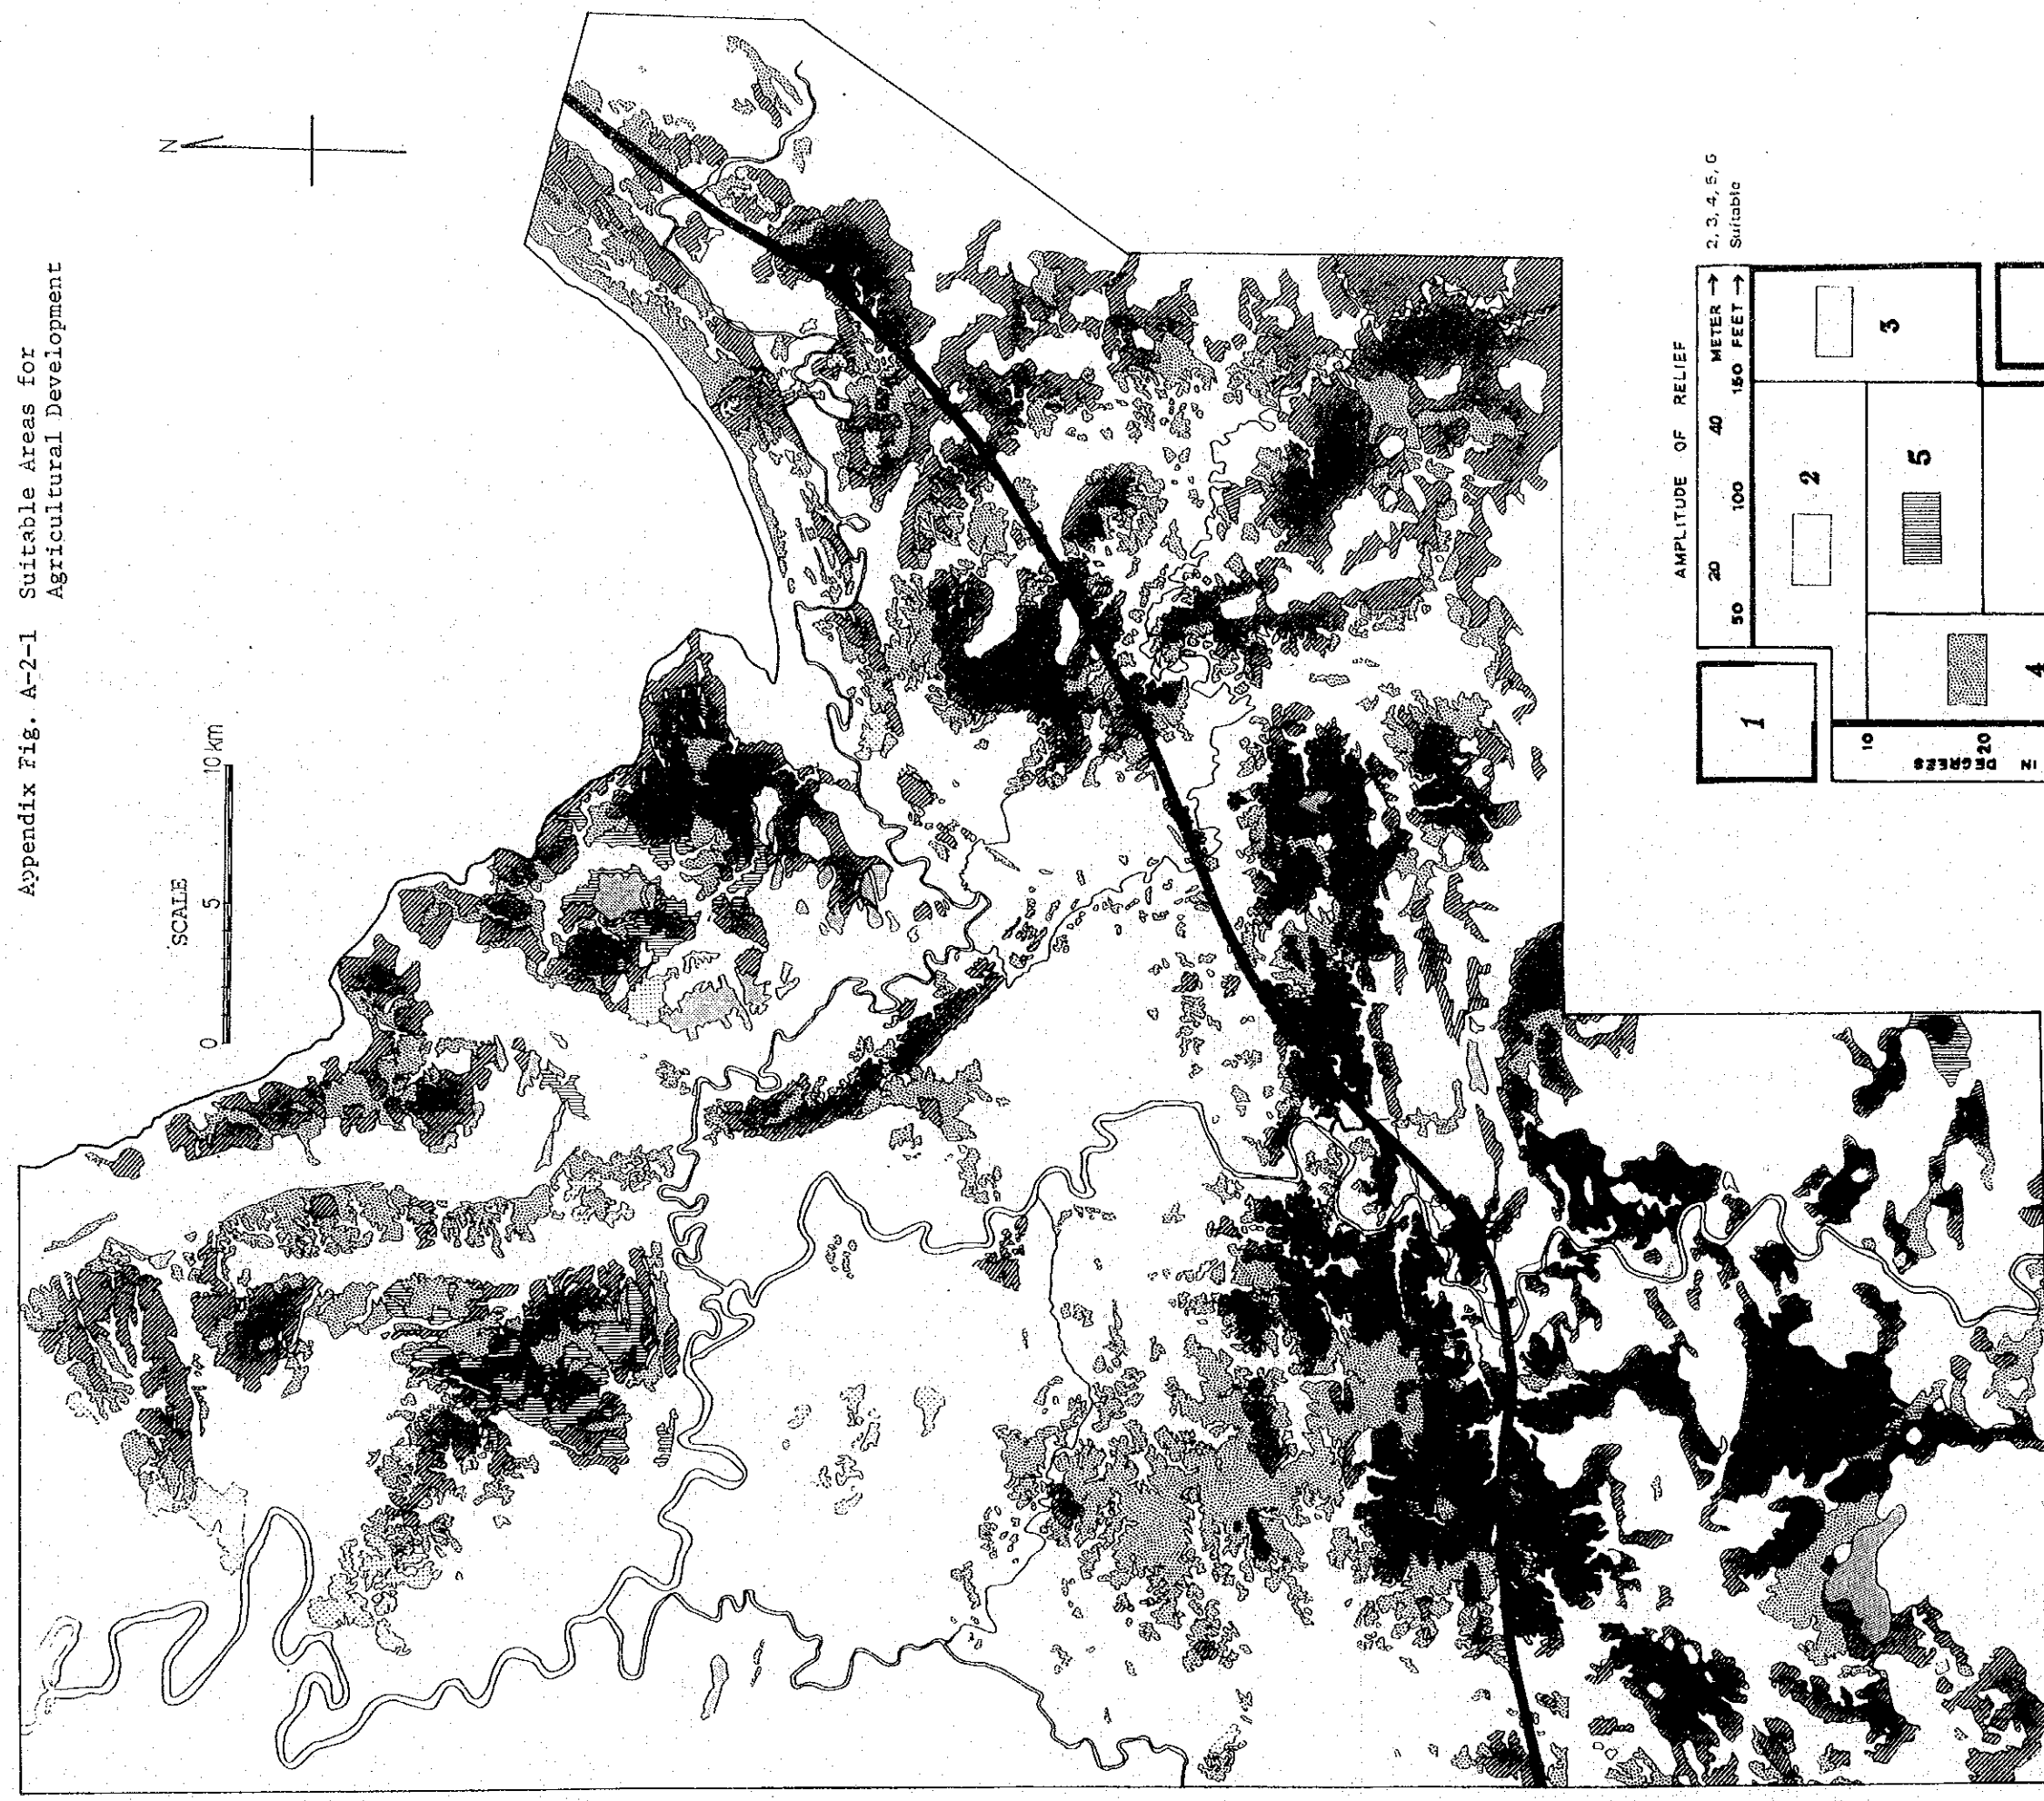 Appendix Fig. A-2-1 Suitable Areas for
Agricultural Development
N
SCALE
0 5 10 km
AMPLITUDE OF RELIEF
20 40 METER →
50 100 150 FEET →
2, 3, 4, 5, 6
Suitable
1
2
3
4
5
10
20
IN DEGREES